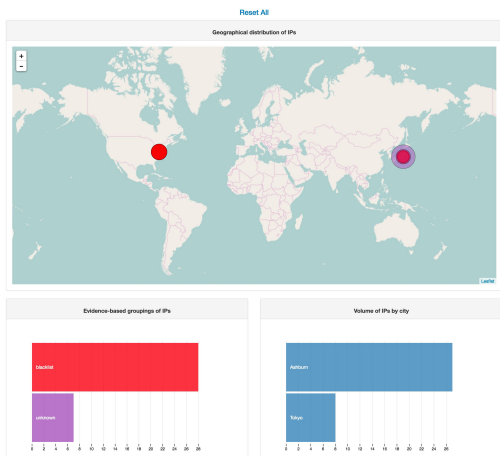 Reset All
Geographical distribution of IPs
+
-
Leaflet
Evidence-based groupings of IPs
Volume of IPs by city
blacklist
unknown
0 2 4 6 8 10 12 14 16 18 20 22 24 26 28
Ashburn
Tokyo
0 2 4 6 8 10 12 14 16 18 20 22 24 26